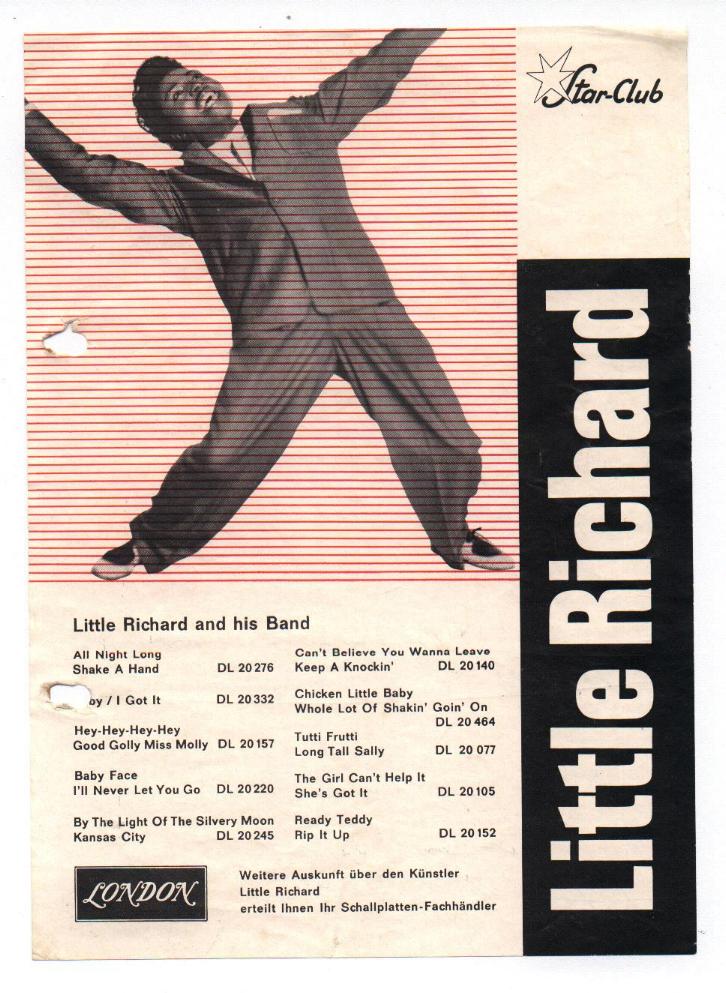 Star-Club
Little Richard
Little Richard and his Band
All Night Long
Shake A Hand DL 20 276
by / I Got It DL 20 332
Hey-Hey-Hey-Hey
Good Golly Miss Molly DL 20 157
Baby Face
I'll Never Let You Go DL 20 220
By The Light Of The Silvery Moon
Kansas City DL 20 245
Can't Believe You Wanna Leave
Keep A Knockin' DL 20 140
Chicken Little Baby
Whole Lot Of Shakin' Goin' On
DL 20 464
Tutti Frutti
Long Tall Sally DL 20 077
The Girl Can't Help It
She's Got It DL 20 105
Ready Teddy
Rip It Up DL 20 152
LONDON
Weitere Auskunft über den Künstler
Little Richard
erteilt Ihnen Ihr Schallplatten-Fachhändler